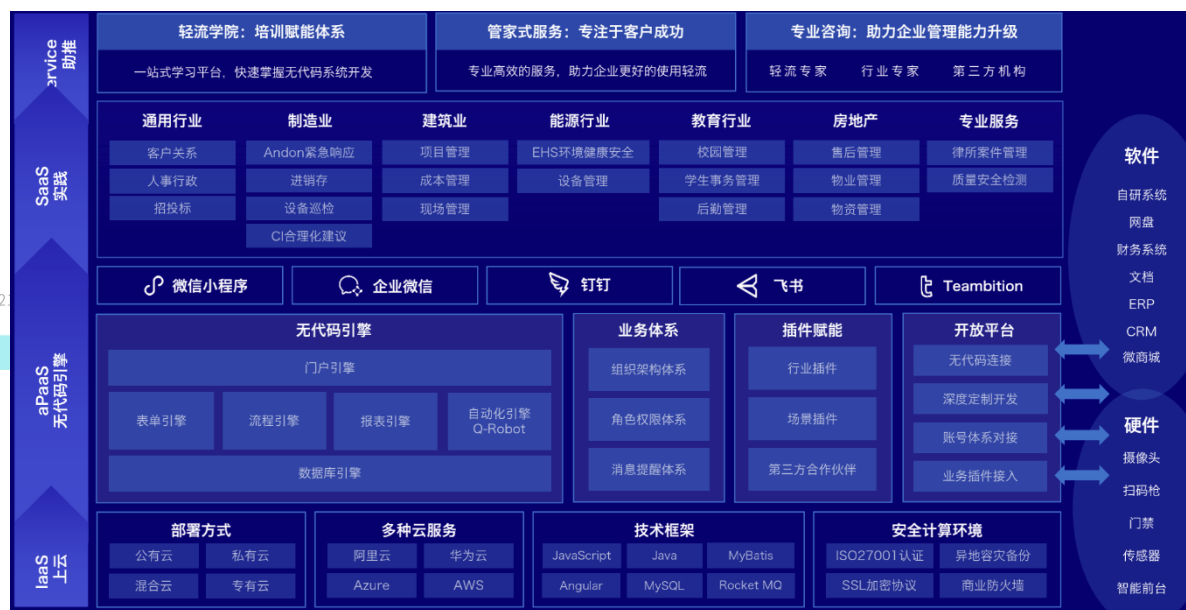 ervice
助推
轻流学院：培训赋能体系
一站式学习平台，快速掌握无代码系统开发
管家式服务：专注于客户成功
专业高效的服务，助力企业更好的使用轻流
专业咨询：助力企业管理能力升级
轻流专家 行业专家 第三方机构
SaaS
实践
通用行业 制造业 建筑业 能源行业 教育行业 房地产 专业服务
客户关系 Andon紧急响应 项目管理 EHS环境健康安全 校园管理 售后管理 律所案件管理
人事行政 进销存 成本管理 设备管理 学生事务管理 物业管理 质量安全检测
招投标 设备巡检 现场管理 后勤管理 物资管理
CI合理化建议
微信小程序 企业微信 钉钉 飞书 Teambition
aPaaS
无代码引擎
无代码引擎
门户引擎
表单引擎 流程引擎 报表引擎 自动化引擎
Q-Robot
数据库引擎
业务体系
组织架构体系
角色权限体系
消息提醒体系
插件赋能
行业插件
场景插件
第三方合作伙伴
开放平台
无代码连接
深度定制开发
账号体系对接
业务插件接入
IaaS
上云
部署方式
公有云 私有云
混合云 专有云
多种云服务
阿里云 华为云
Azure AWS
技术框架
JavaScript Java MyBatis
Angular MySQL Rocket MQ
安全计算环境
ISO27001认证 异地容灾备份
SSL加密协议 商业防火墙
软件
自研系统
网盘
财务系统
文档
ERP
CRM
微商城
硬件
摄像头
扫码枪
门禁
传感器
智能前台